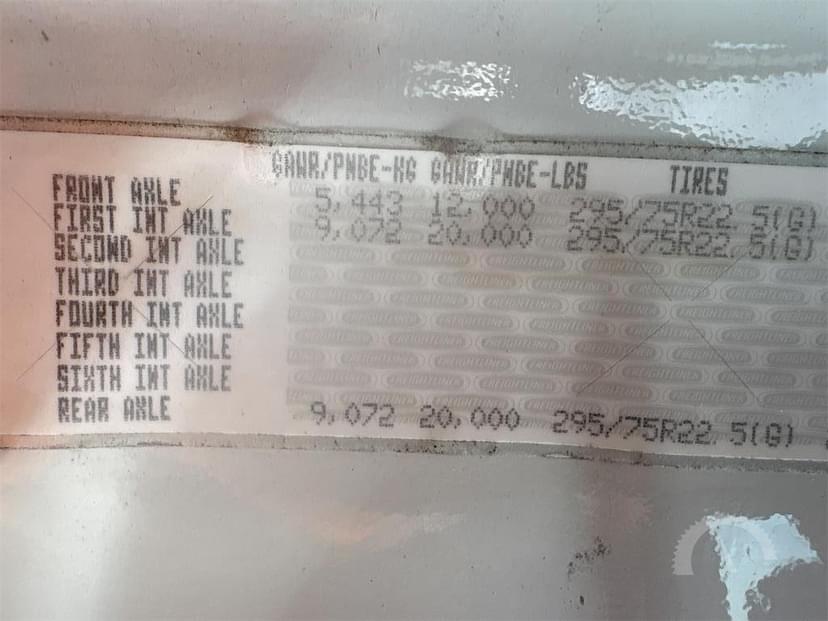 GAWR/PNBE-KG GAWR/PNBE-LBS TIRES
FRONT AXLE 5,443 12,000 295/75R22.5(G)
FIRST INT AXLE 9,072 20,000 295/75R22.5(G)
SECOND INT AXLE
THIRD INT AXLE
FOURTH INT AXLE
FIFTH INT AXLE
SIXTH INT AXLE
REAR AXLE 9,072 20,000 295/75R22.5(G)